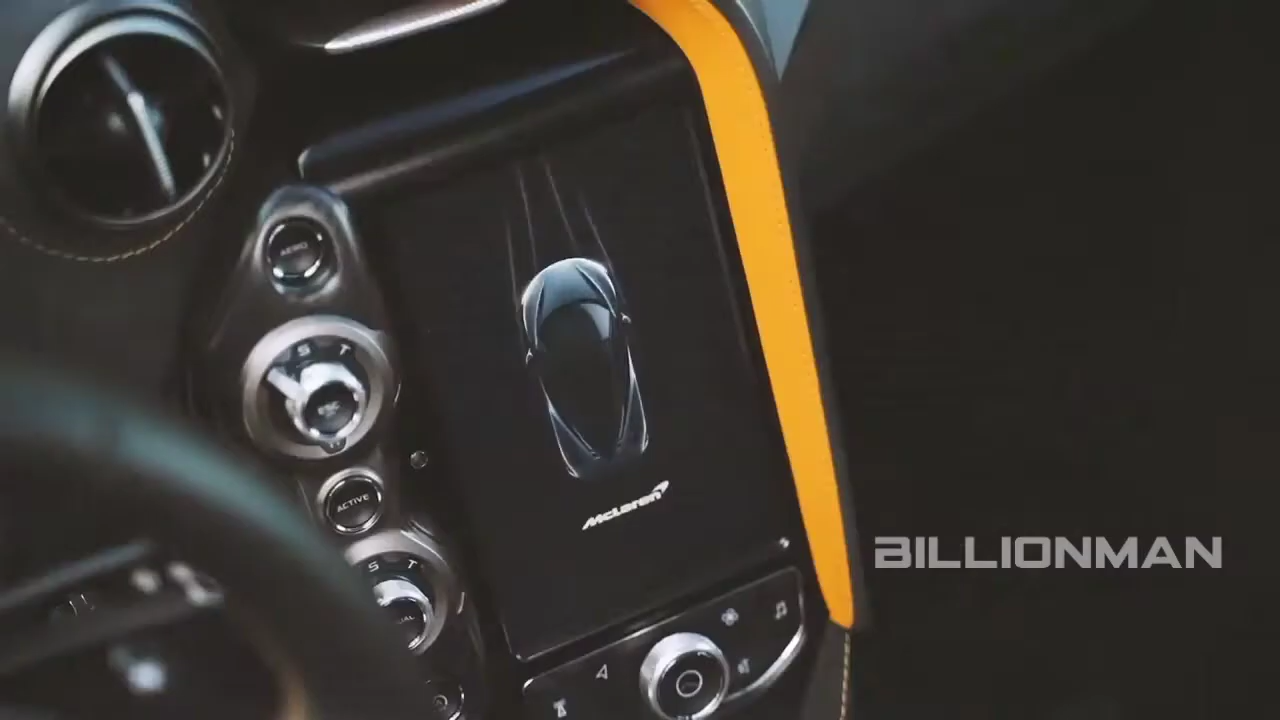 AERO
S T
ACTIVE
S T
McLaren
BILLIONMAN